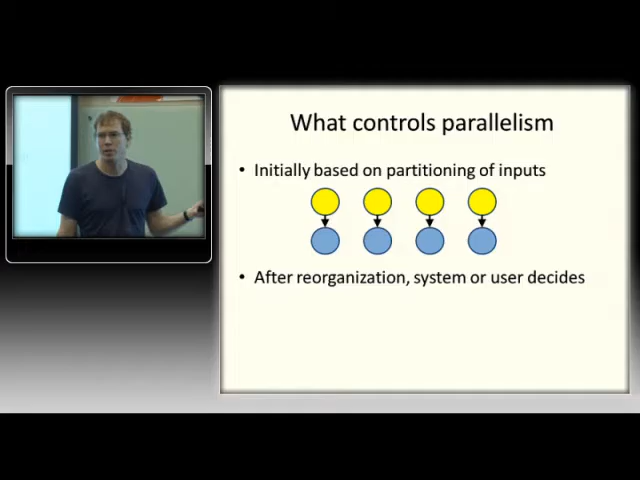 What controls parallelism
• Initially based on partitioning of inputs
• After reorganization, system or user decides